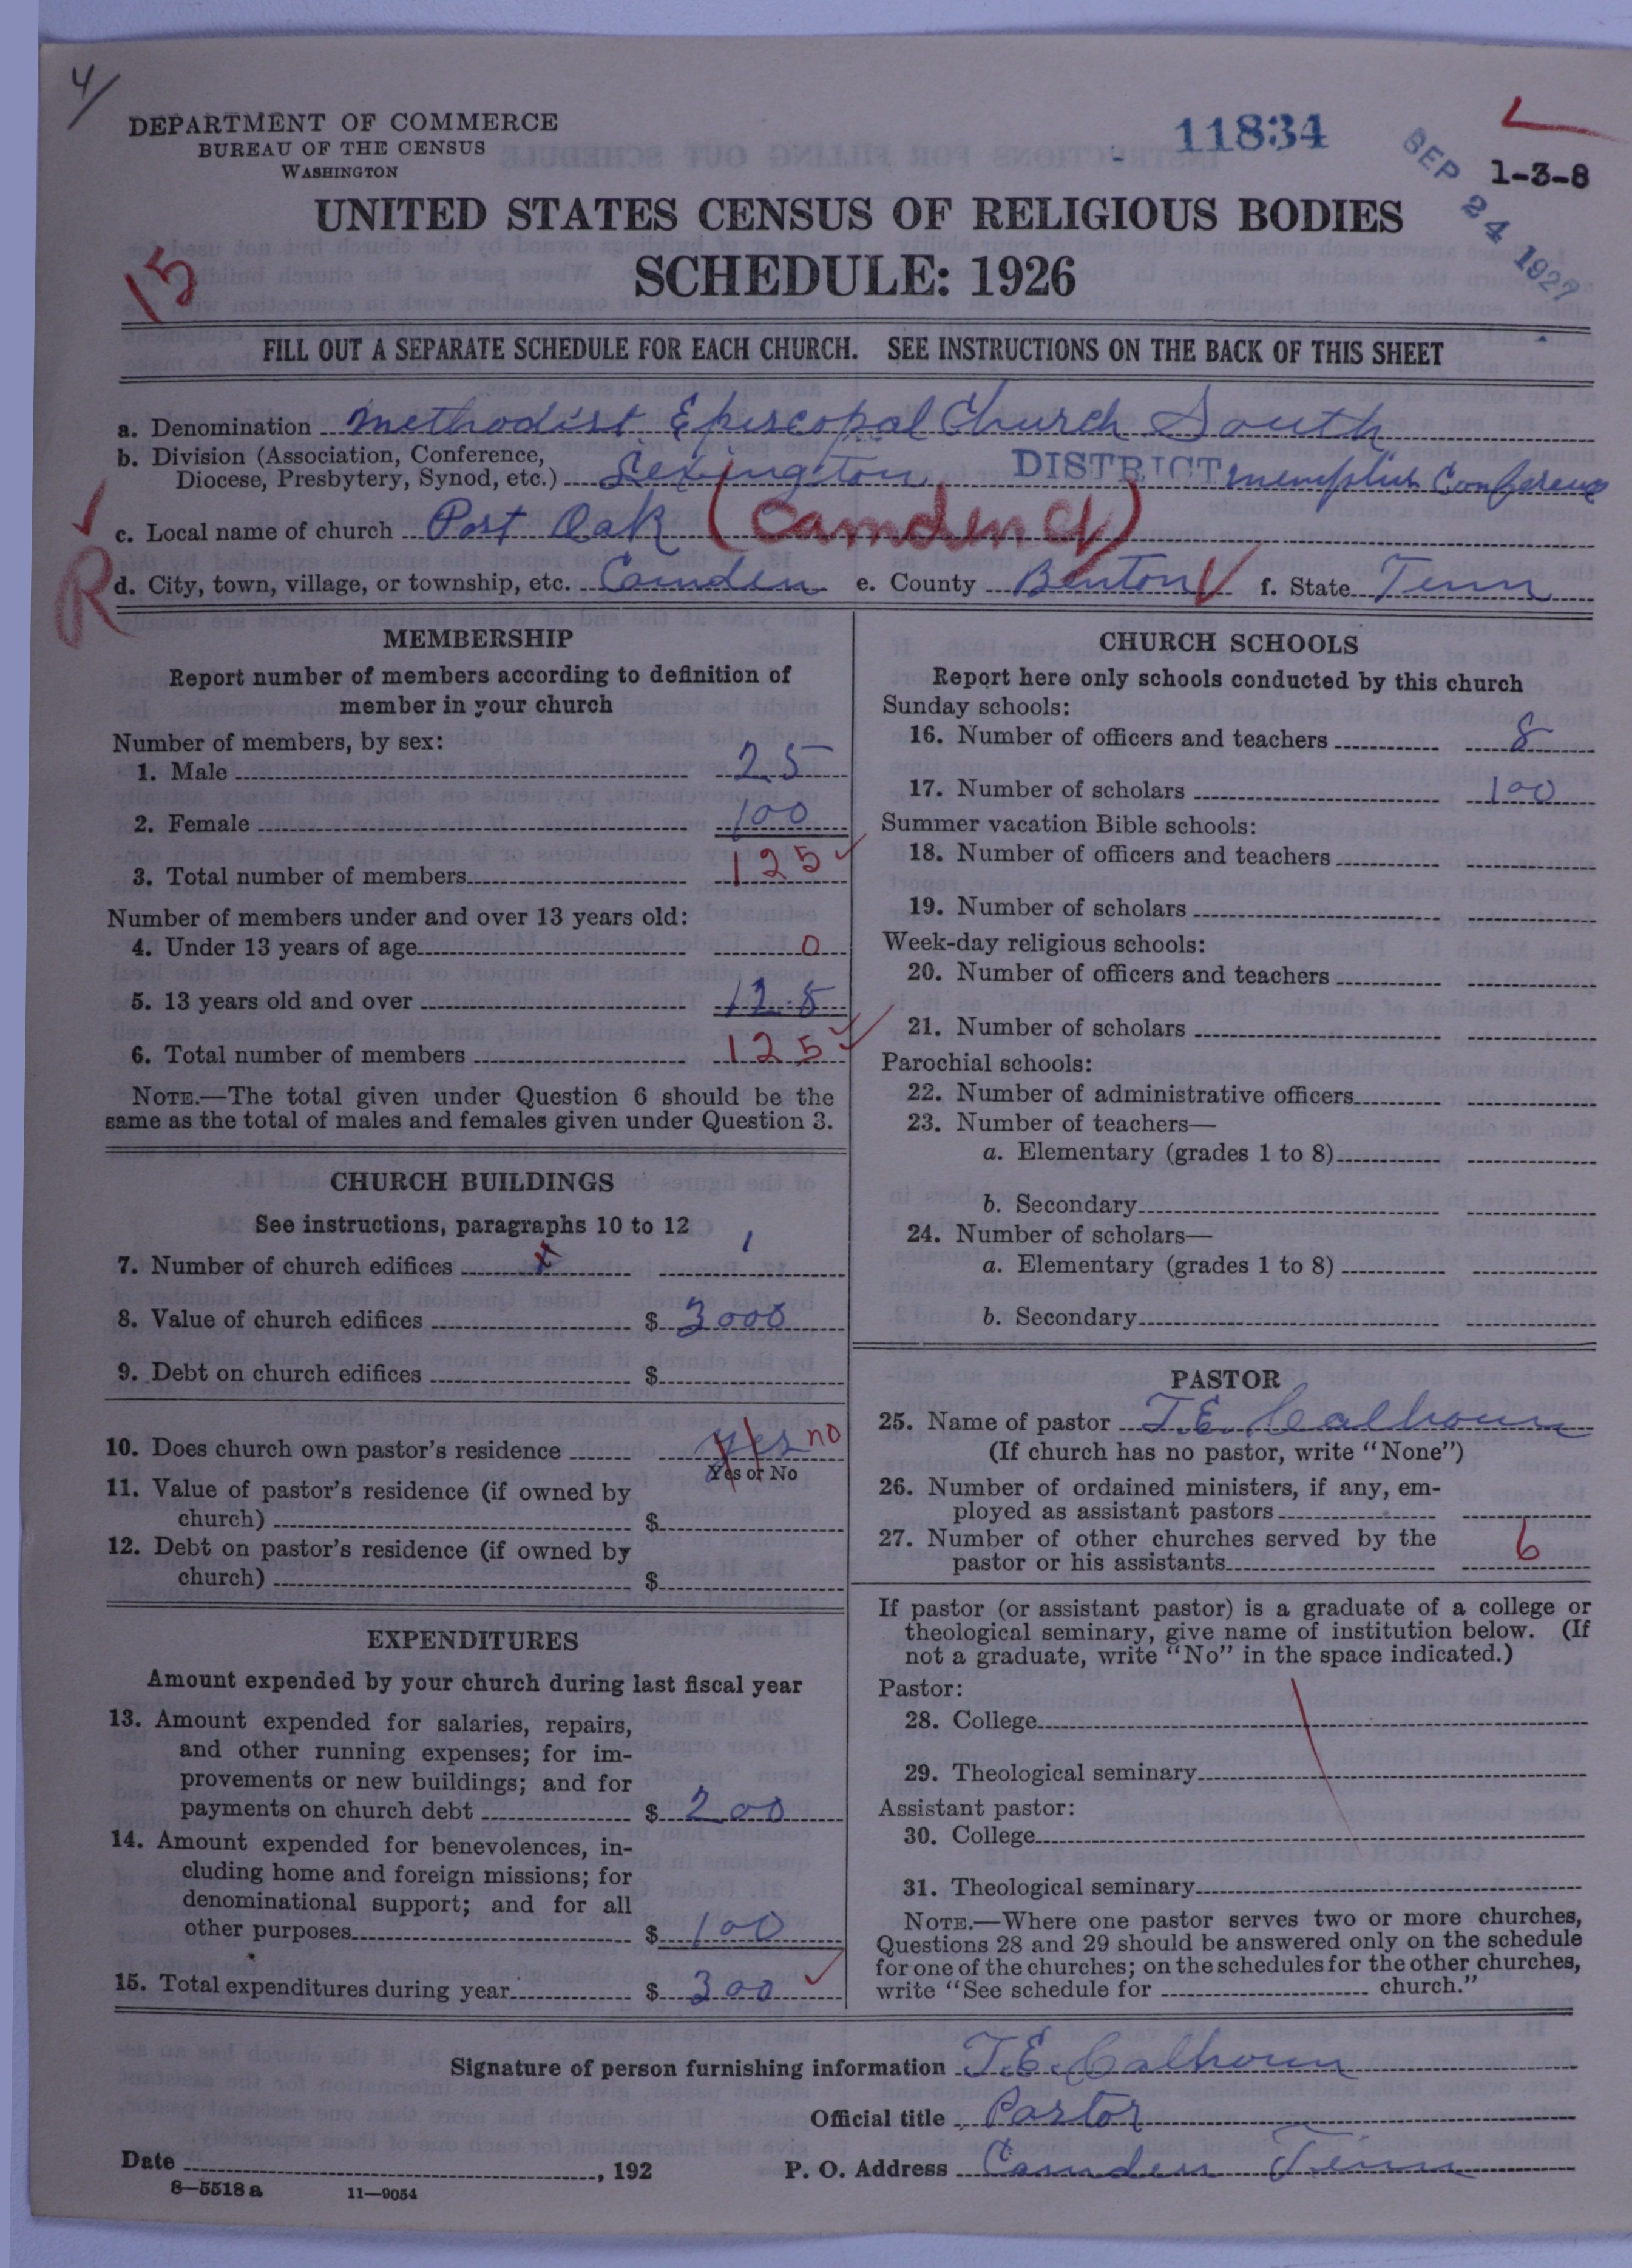 4/
DEPARTMENT OF COMMERCE
BUREAU OF THE CENSUS
WASHINGTON
11834
SEP 24 1927
1-3-8
UNITED STATES CENSUS OF RELIGIOUS BODIES
SCHEDULE: 1926
15
FILL OUT A SEPARATE SCHEDULE FOR EACH CHURCH. SEE INSTRUCTIONS ON THE BACK OF THIS SHEET
a. Denomination Methodist Episcopal Church South
b. Division (Association, Conference,
Diocese, Presbytery, Synod, etc.) Lexington DISTRICT Memphis Conference
c. Local name of church Post Oak (Camden Ct)
R
d. City, town, village, or township, etc. Camden e. County Benton f. State Tenn
MEMBERSHIP
Report number of members according to definition of
member in your church
Number of members, by sex:
1. Male 25
2. Female 100
3. Total number of members 125
Number of members under and over 13 years old:
4. Under 13 years of age 0
5. 13 years old and over 125
6. Total number of members 125
NOTE.—The total given under Question 6 should be the
same as the total of males and females given under Question 3.
CHURCH BUILDINGS
See instructions, paragraphs 10 to 12
7. Number of church edifices x 1
8. Value of church edifices $ 3000
9. Debt on church edifices $
10. Does church own pastor's residence yes no
Yes or No
11. Value of pastor's residence (if owned by
church) $
12. Debt on pastor's residence (if owned by
church) $
EXPENDITURES
Amount expended by your church during last fiscal year
13. Amount expended for salaries, repairs,
and other running expenses; for im-
provements or new buildings; and for
payments on church debt $ 200
14. Amount expended for benevolences, in-
cluding home and foreign missions; for
denominational support; and for all
other purposes $ 100
15. Total expenditures during year $ 300
CHURCH SCHOOLS
Report here only schools conducted by this church
Sunday schools:
16. Number of officers and teachers 8
17. Number of scholars 100
Summer vacation Bible schools:
18. Number of officers and teachers
19. Number of scholars
Week-day religious schools:
20. Number of officers and teachers
21. Number of scholars
Parochial schools:
22. Number of administrative officers
23. Number of teachers—
a. Elementary (grades 1 to 8)
b. Secondary
24. Number of scholars—
a. Elementary (grades 1 to 8)
b. Secondary
PASTOR
25. Name of pastor T.E. Calhoun
(If church has no pastor, write "None")
26. Number of ordained ministers, if any, em-
ployed as assistant pastors
27. Number of other churches served by the
pastor or his assistants 6
If pastor (or assistant pastor) is a graduate of a college or
theological seminary, give name of institution below. (If
not a graduate, write "No" in the space indicated.)
Pastor:
28. College
29. Theological seminary
Assistant pastor:
30. College
31. Theological seminary
NOTE.—Where one pastor serves two or more churches,
Questions 28 and 29 should be answered only on the schedule
for one of the churches; on the schedules for the other churches,
write "See schedule for church."
Signature of person furnishing information T.E. Calhoun
Official title Pastor
Date , 192 P. O. Address Camden Tenn
8—5518 a 11—9054